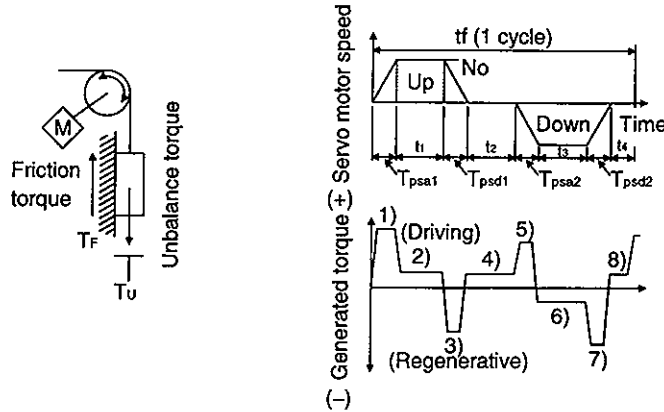 M
Friction
torque
TF
TU
Unbalance torque
Servo motor speed
(+)
tf (1 cycle)
No
Up
Down
Time
t1
t2
t3
t4
Tpsa1
Tpsd1
Tpsa2
Tpsd2
Generated torque
(−)
(Driving)
(Regenerative)
1)
2)
3)
4)
5)
6)
7)
8)